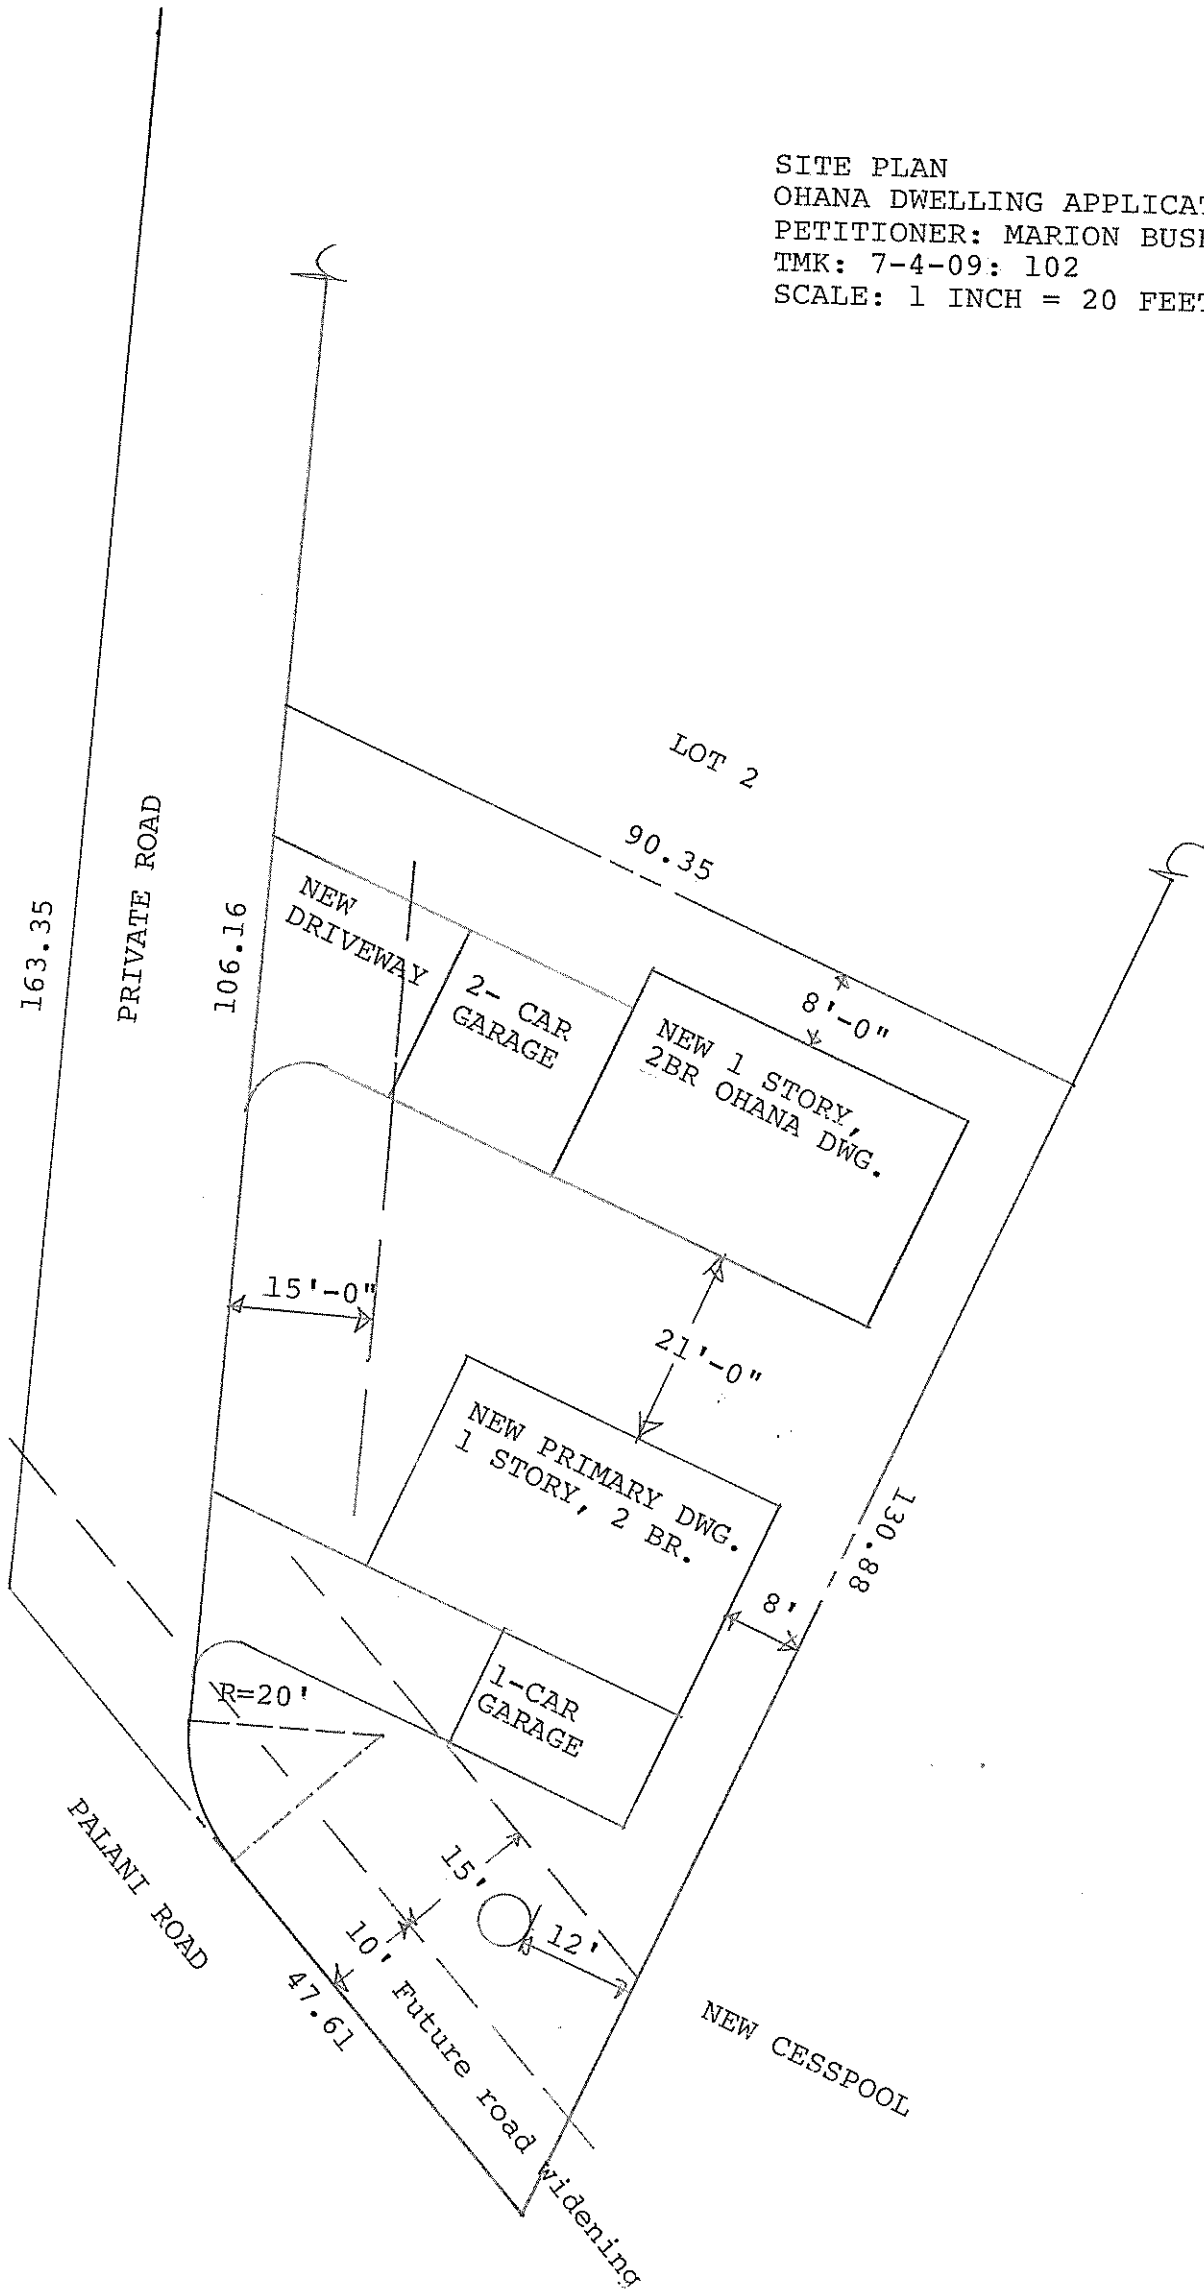 SITE PLAN
OHANA DWELLING
PETITIONER: MARION
TMK: 7-4-09: 102
SCALE: 1 INCH = 20 FEET
LOT 2
90.35
163.35
PRIVATE ROAD
106.16
NEW
DRIVEWAY
2- CAR
GARAGE
8'-0"
NEW 1 STORY,
2BR OHANA DWG.
15'-0"
21'-0"
NEW PRIMARY DWG.
1 STORY, 2 BR.
130.88
8'
R=20'
1-CAR
GARAGE
PALANI ROAD
15'
12'
10' Future road widening
47.61
NEW CESSPOOL